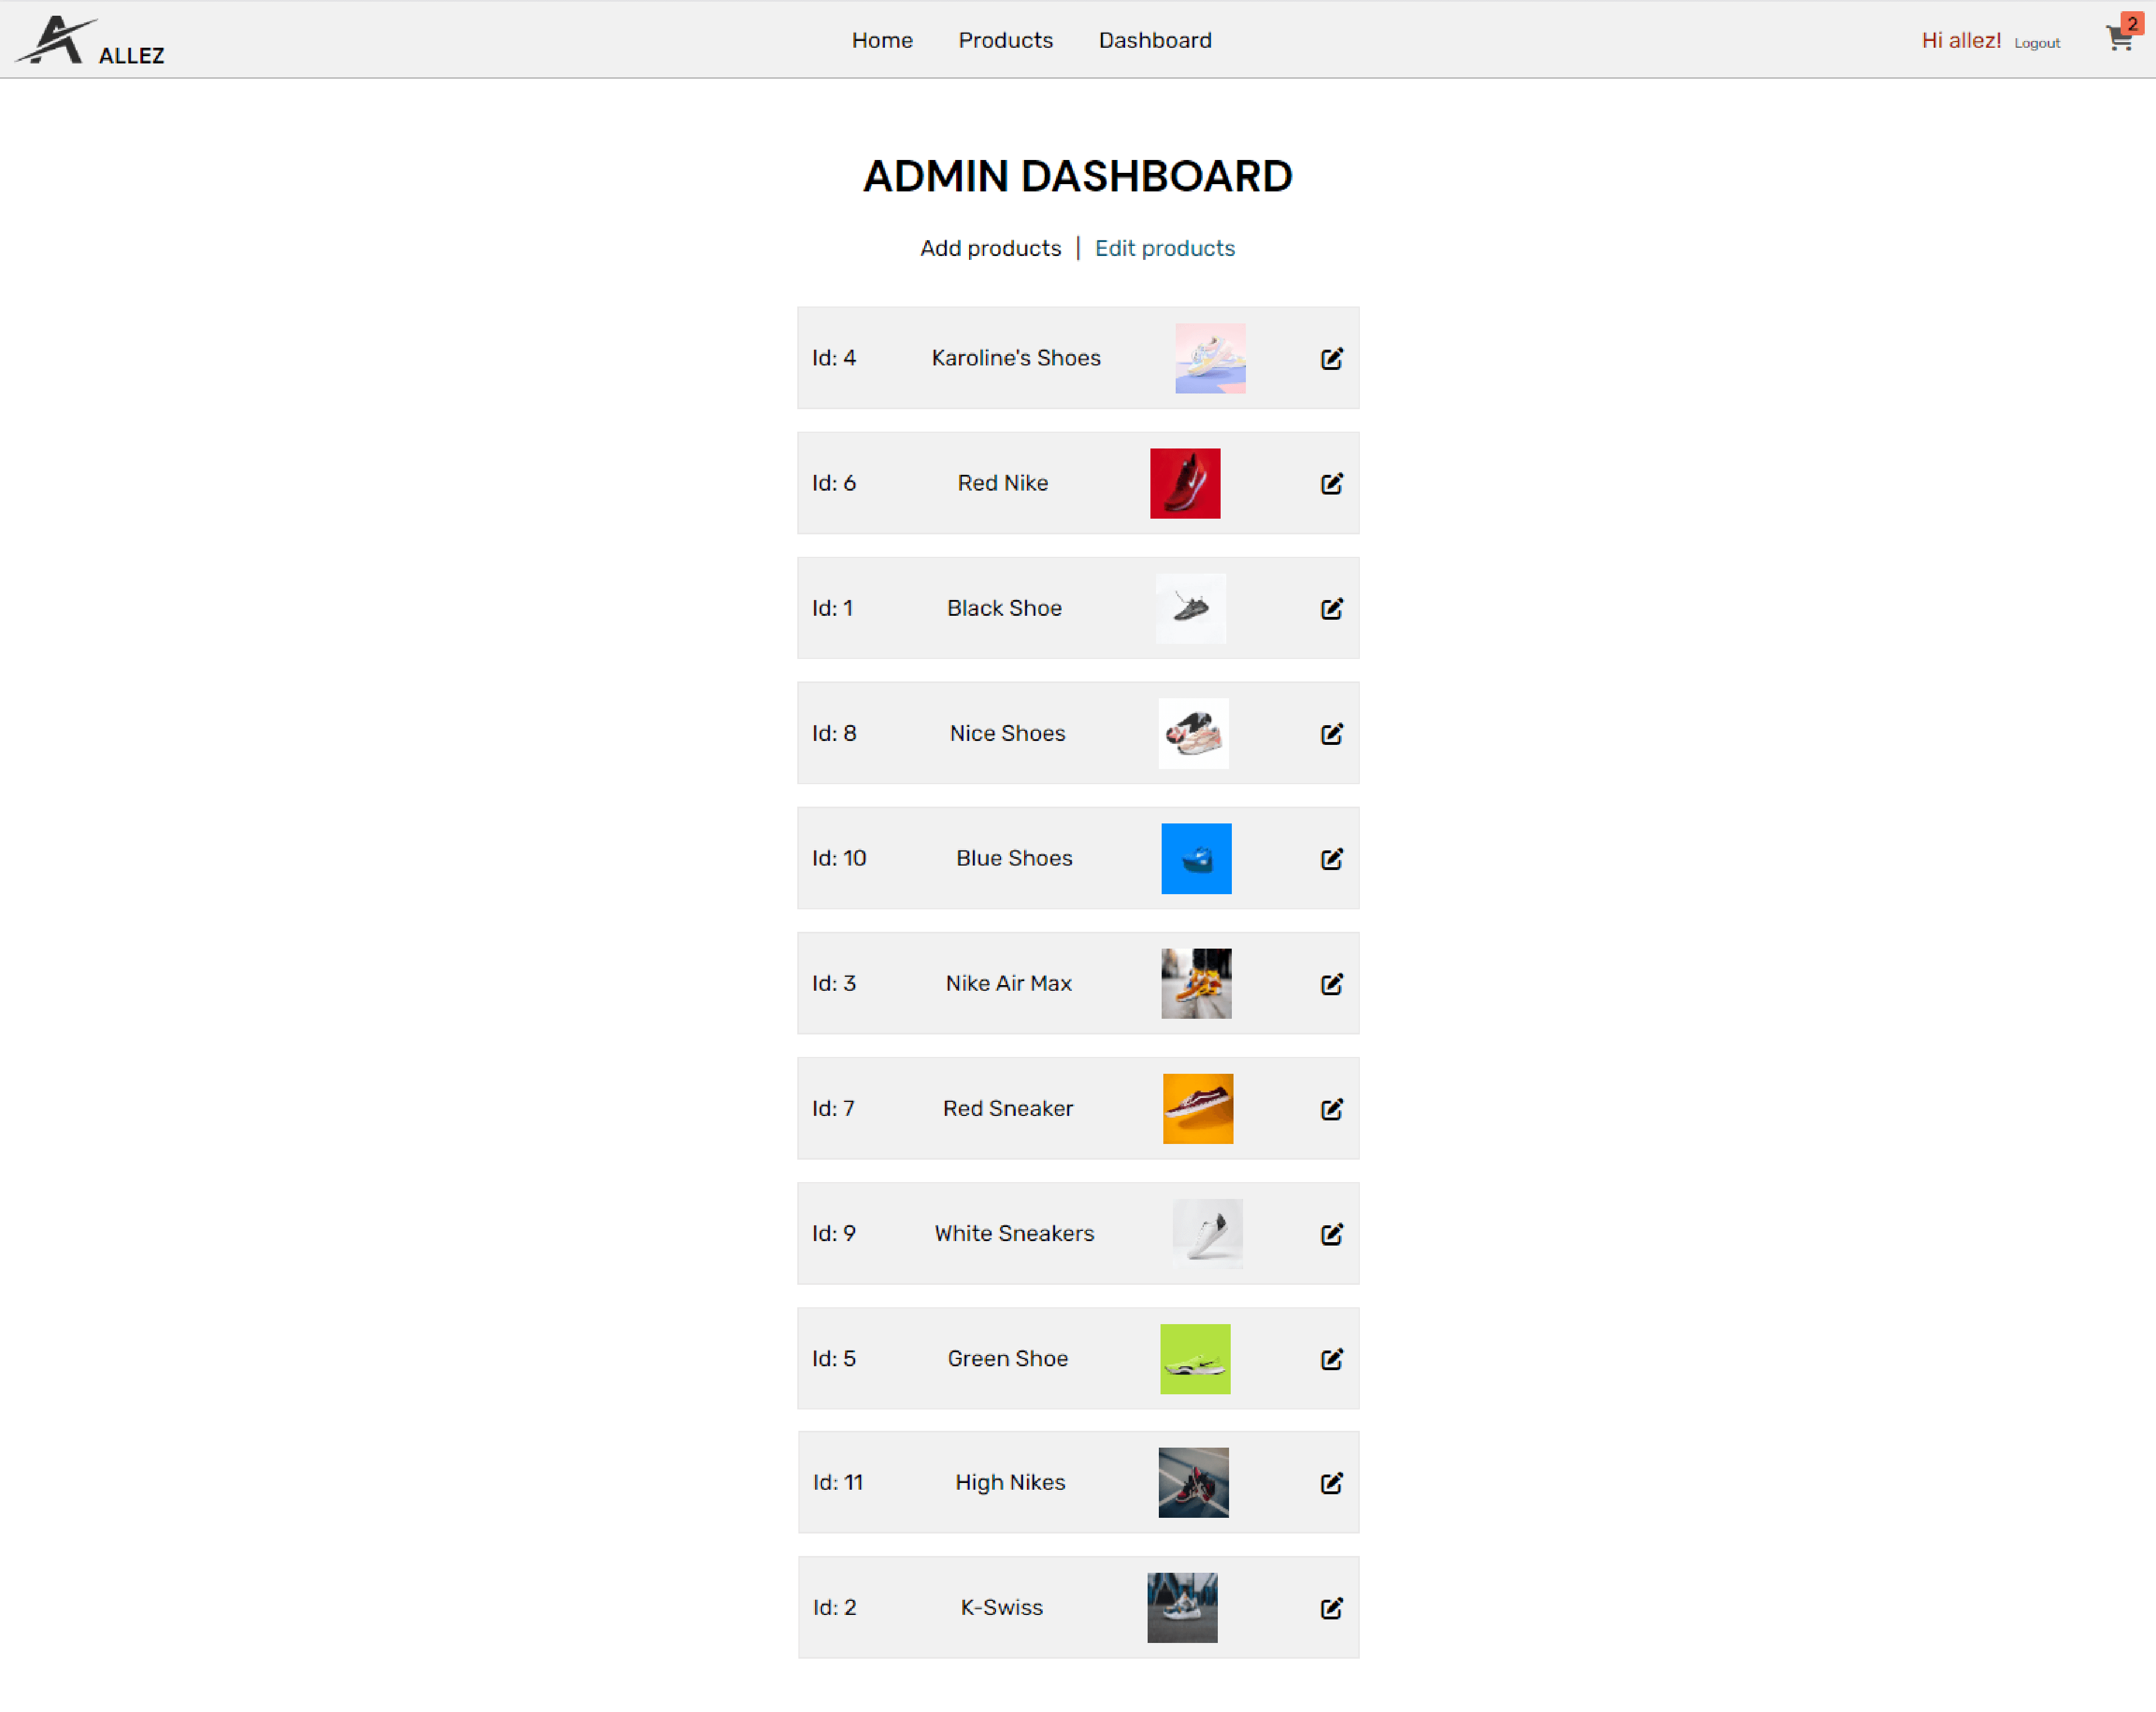 ALLEZ
Home Products Dashboard
Hi allez! Logout 2
ADMIN DASHBOARD
Add products | Edit products
Id: 4 Karoline's Shoes
Id: 6 Red Nike
Id: 1 Black Shoe
Id: 8 Nice Shoes
Id: 10 Blue Shoes
Id: 3 Nike Air Max
Id: 7 Red Sneaker
Id: 9 White Sneakers
Id: 5 Green Shoe
Id: 11 High Nikes
Id: 2 K-Swiss